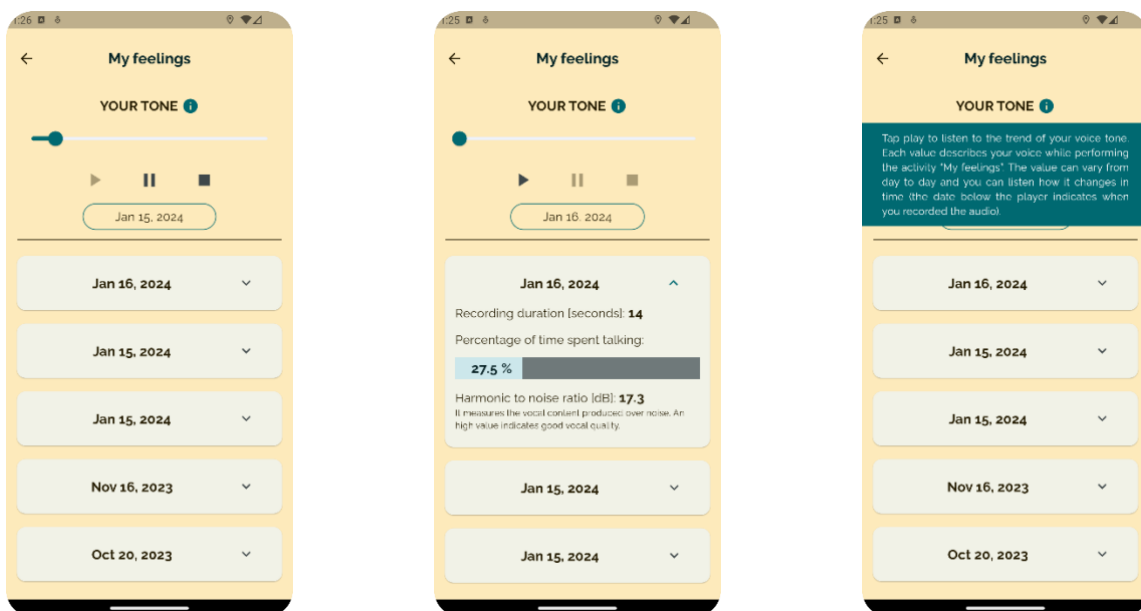 1:26
My feelings
YOUR TONE
Jan 15, 2024
Jan 16, 2024
Jan 15, 2024
Jan 15, 2024
Nov 16, 2023
Oct 20, 2023
1:25
My feelings
YOUR TONE
Jan 16. 2024
Jan 16, 2024
Recording duration [seconds]: 14
Percentage of time spent talking:
27.5 %
Harmonic to noise ratio [dB]: 17.3
It measures the vocal content produced over noise. An
high value indicates good vocal quality.
Jan 15, 2024
Jan 15, 2024
1:25
My feelings
YOUR TONE
Tap play to listen to the trend of your voice tone.
Each value describes your voice while performing
the activity "My feelings". The value can vary from
day to day and you can listen how it changes in
time (the date below the player indicates when
you recorded the audio).
Jan 16, 2024
Jan 15, 2024
Jan 15, 2024
Nov 16, 2023
Oct 20, 2023